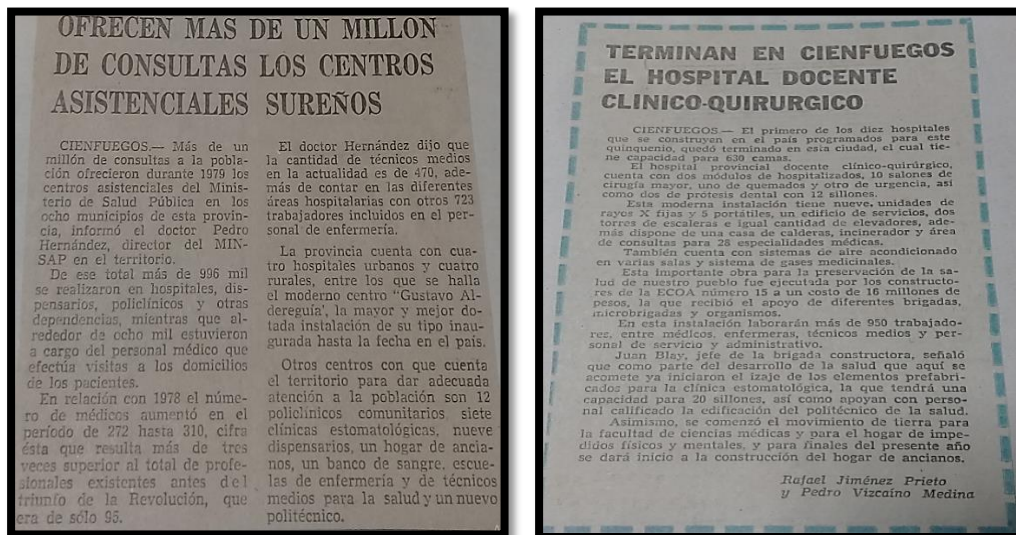 OFRECEN MAS DE UN MILLON
DE CONSULTAS LOS CENTROS
ASISTENCIALES SUREÑOS
CIENFUEGOS.— Más de un
millón de consultas a la pobla-
ción ofrecieron durante 1979 los
centros asistenciales del Minis-
terio de Salud Pública en los
ocho municipios de esta provin-
cia, informó el doctor Pedro
Hernández, director del MIN-
SAP en el territorio.
De ese total más de 996 mil
se realizaron en hospitales, dis-
pensarios, policlínicos y otras
dependencias, mientras que al-
rededor de ocho mil estuvieron
a cargo del personal médico que
efectúa visitas a los domicilios
de los pacientes.
En relación con 1978 el núme-
ro de médicos aumentó en el
período de 272 hasta 310, cifra
ésta que resulta más de tres
veces superior al total de profe-
sionales existentes antes del
triunfo de la Revolución, que
era de sólo 95.
El doctor Hernández dijo que
la cantidad de técnicos medios
en la actualidad es de 470, ade-
más de contar en las diferentes
áreas hospitalarias con otros 723
trabajadores incluidos en el per-
sonal de enfermería.
La provincia cuenta con cua-
tro hospitales urbanos y cuatro
rurales, entre los que se halla
el moderno centro "Gustavo Al-
dereguía', la mayor y mejor do-
tada instalación de su tipo inau-
gurada hasta la fecha en el país.
Otros centros con que cuenta
el territorio para dar adecuada
atención a la población son 12
policlínicos comunitarios siete
clínicas estomatológicas, nueve
dispensarios, un hogar de ancia-
nos, un banco de sangre, escue-
las de enfermería y de técnicos
medios para la salud y un nuevo
politécnico.
TERMINAN EN CIENFUEGOS
EL HOSPITAL DOCENTE
CLINICO-QUIRURGICO
CIENFUEGOS.— El primero de los diez hospitales
que se construyen en el país programados para este
quinquenio, quedó terminado en esta ciudad, el cual tie-
ne capacidad para 630 camas.
El hospital provincial docente clínico-quirúrgico,
cuenta con dos módulos de hospitalizados, 10 salones de
cirugía mayor, uno de quemados y otro de urgencia, así
como dos de prótesis dental con 12 sillones.
Esta moderna instalación tiene nueve, unidades de
rayos X fijas y 5 portátiles, un edificio de servicios, dos
torres de escaleras e igual cantidad de elevadores, ade-
más dispone de una casa de calderas, incinerador y área
de consultas para 28 especialidades médicas.
También cuenta con sistemas de aire acondicionado
en varias salas y sistema de gases medicinales.
Esta importante obra para la preservación de la sa-
lud de nuestro pueblo fue ejecutada por los constructo-
res de la ECOA número 15 a un costo de 16 millones de
pesos, la que recibió el apoyo de diferentes brigadas,
microbrigadas y organismos.
En esta instalación laborarán más de 950 trabajado-
res, entre médicos, enfermeras, técnicos medios y per-
sonal de servicio y administrativo.
Juan Blay, jefe de la brigada constructora, señaló
que como parte del desarrollo de la salud que aquí se
acomete ya iniciaron el izaje de los elementos prefabri-
cados para la clínica estomatológica, la que tendrá una
capacidad para 20 sillones, así como apoyan con perso-
nal calificado la edificación del politécnico de la salud.
Asimismo, se comenzó el movimiento de tierra para
la facultad de ciencias médicas y para el hogar de impe-
didos físicos y mentales, y para finales del presente año
se dará inicio a la construcción del hogar de ancianos.
Rafael Jiménez Prieto
y Pedro Vizcaíno Medina